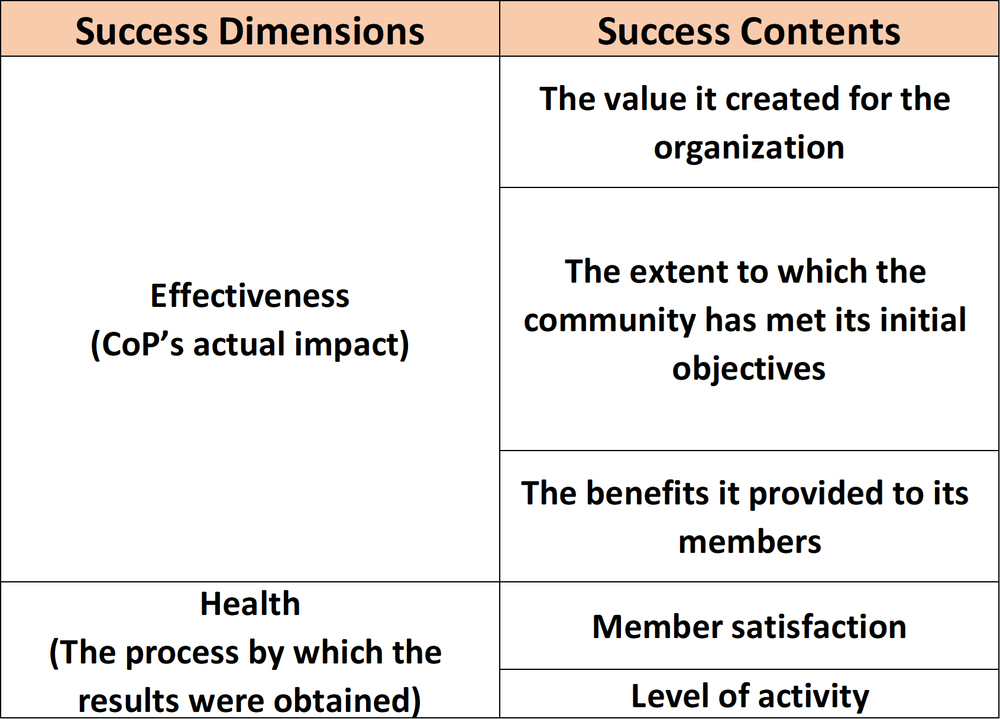 Success Dimensions
Success Contents
Effectiveness
(CoP’s actual impact)
The value it created for the
organization
The extent to which the
community has met its initial
objectives
The benefits it provided to its
members
Health
(The process by which the
results were obtained)
Member satisfaction
Level of activity